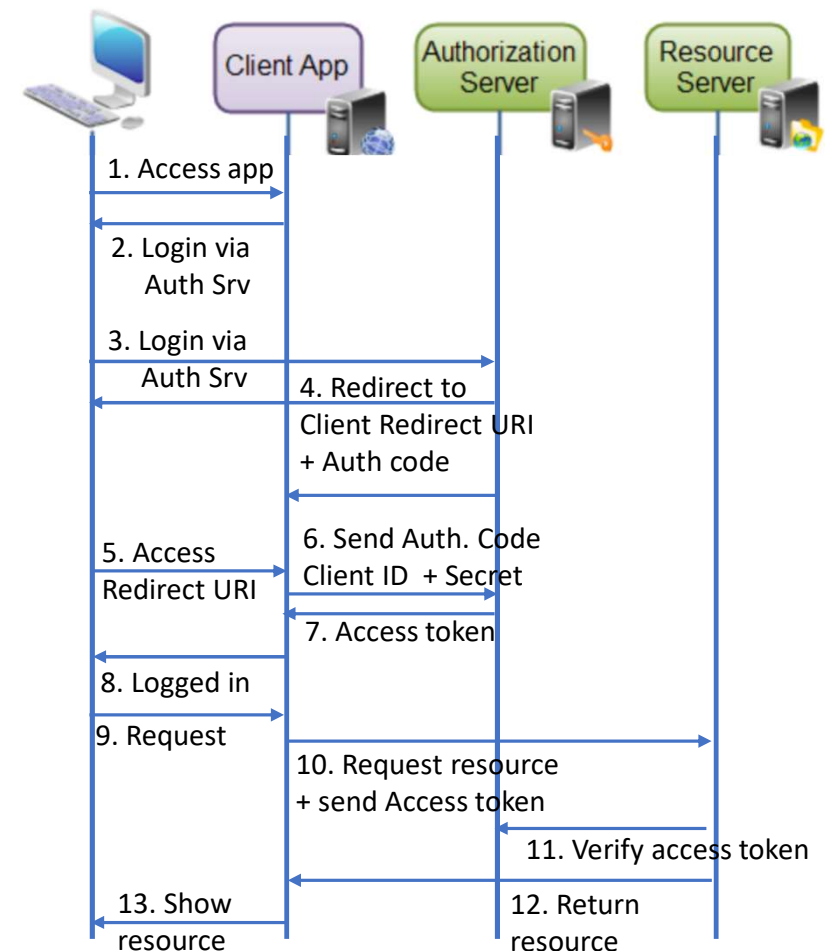 Client App
Authorization
Server
Resource
Server
1. Access app
2. Login via
Auth Srv
3. Login via
Auth Srv
4. Redirect to
Client Redirect URI
+ Auth code
5. Access
Redirect URI
6. Send Auth. Code
Client ID + Secret
7. Access token
8. Logged in
9. Request
10. Request resource
+ send Access token
11. Verify access token
12. Return
resource
13. Show
resource